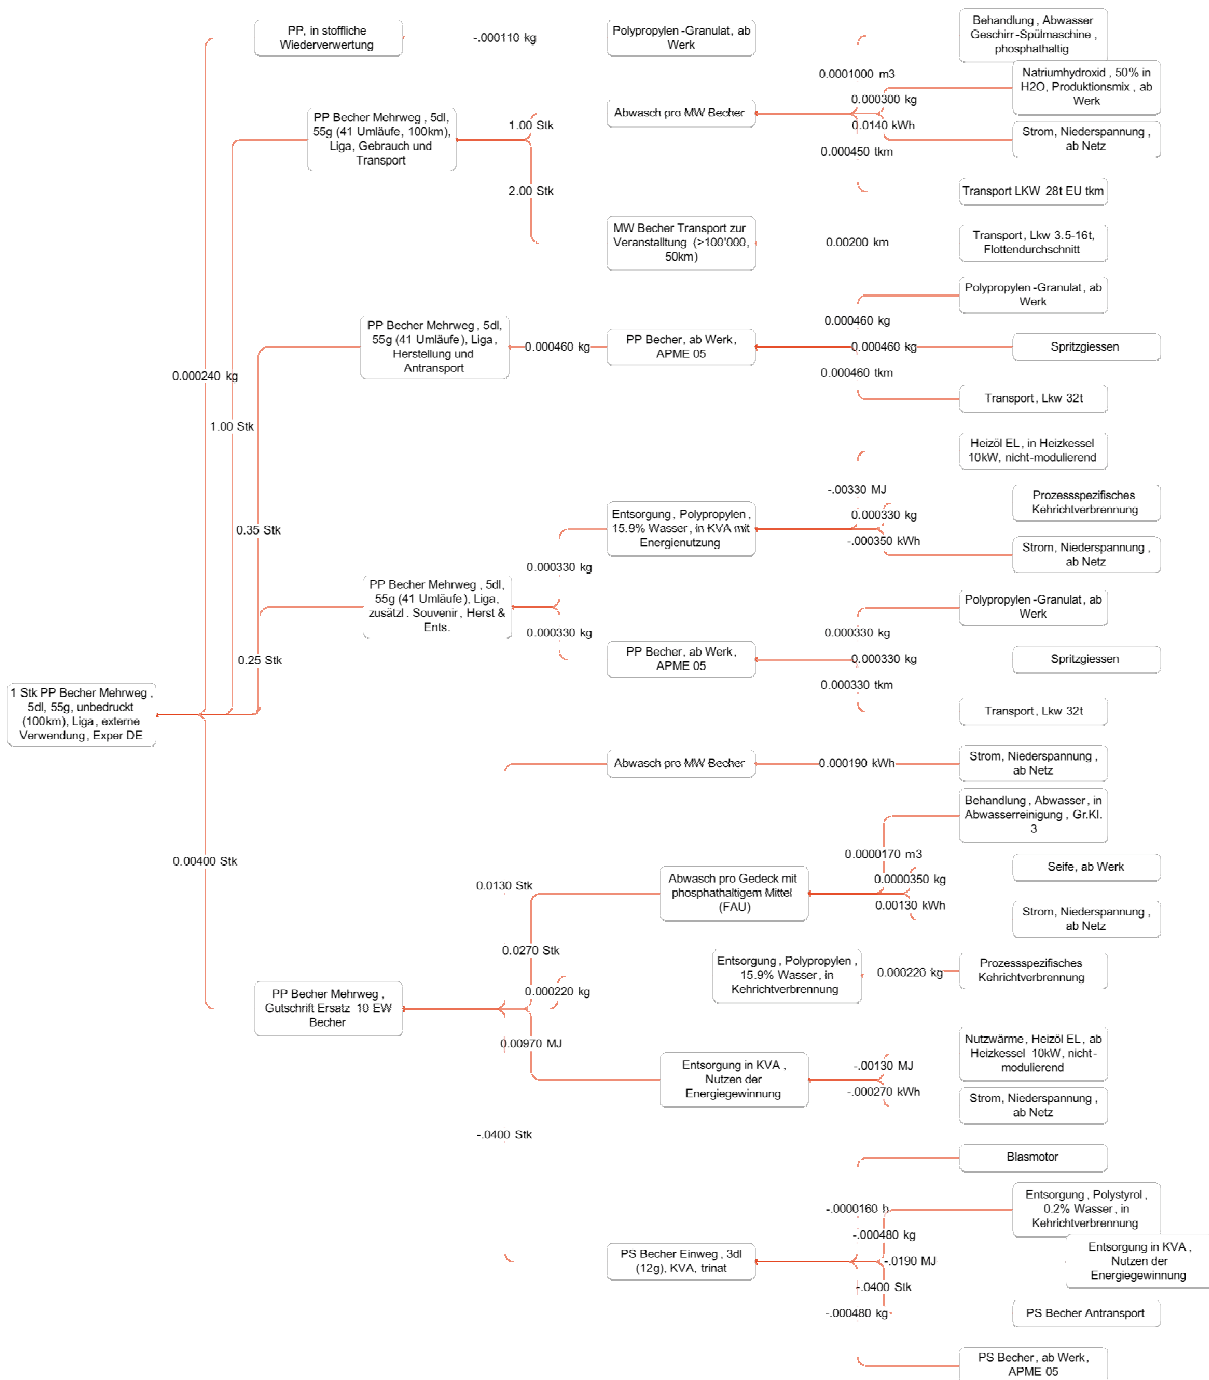 PP, in stoffliche
Wiederverwertung
-.000110 kg
Polypropylen-Granulat, ab
Werk
Behandlung, Abwasser
Geschirr-Spülmaschine,
phosphathaltig
0.0001000 m3
Natriumhydroxid, 50% in
H2O, Produktionsmix, ab
Werk
0.000300 kg
PP Becher Mehrweg, 5dl,
55g (41 Umläufe, 100km),
Liga, Gebrauch und
Transport
1.00 Stk
Abwasch pro MW Becher
0.0140 kWh
Strom, Niederspannung,
ab Netz
0.000450 tkm
2.00 Stk
Transport LKW 28t EU tkm
MW Becher Transport zur
Veranstalltung (>100'000,
50km)
0.00200 km
Transport, Lkw 3.5-16t,
Flottendurchschnitt
Polypropylen-Granulat, ab
Werk
0.000460 kg
PP Becher Mehrweg, 5dl,
55g (41 Umläufe), Liga,
Herstellung und
Antransport
0.000460 kg
PP Becher, ab Werk,
APME 05
0.000460 kg
Spritzgiessen
0.000460 tkm
0.000240 kg
Transport, Lkw 32t
1.00 Stk
Heizöl EL, in Heizkessel
10kW, nicht-modulierend
-.00330 MJ
Prozessspezifisches
Kehrichtverbrennung
0.35 Stk
Entsorgung, Polypropylen,
15.9% Wasser, in KVA mit
Energienutzung
0.000330 kg
-.000350 kWh
Strom, Niederspannung,
ab Netz
0.000330 kg
PP Becher Mehrweg, 5dl,
55g (41 Umläufe), Liga,
zusätzl. Souvenir, Herst &
Ents.
Polypropylen-Granulat, ab
Werk
0.000330 kg
0.000330 kg
0.25 Stk
PP Becher, ab Werk,
APME 05
0.000330 kg
Spritzgiessen
0.000330 tkm
1 Stk PP Becher Mehrweg,
5dl, 55g, unbedruckt
(100km), Liga, externe
Verwendung, Exper DE
Transport, Lkw 32t
Abwasch pro MW Becher
0.000190 kWh
Strom, Niederspannung,
ab Netz
Behandlung, Abwasser, in
Abwasserreinigung, Gr.Kl.
3
0.00400 Stk
0.0000170 m3
Seife, ab Werk
0.0130 Stk
Abwasch pro Gedeck mit
phosphathaltigem Mittel
(FAU)
0.0000350 kg
0.00130 kWh
Strom, Niederspannung,
ab Netz
0.0270 Stk
Entsorgung, Polypropylen,
15.9% Wasser, in
Kehrichtverbrennung
0.000220 kg
Prozessspezifisches
Kehrichtverbrennung
0.000220 kg
PP Becher Mehrweg,
Gutschrift Ersatz 10 EW
Becher
0.00970 MJ
Nutzwärme, Heizöl EL, ab
Heizkessel 10kW, nicht-
modulierend
Entsorgung in KVA,
Nutzen der
Energiegewinnung
-.00130 MJ
-.000270 kWh
Strom, Niederspannung,
ab Netz
-.0400 Stk
Blasmotor
-.0000160 h
Entsorgung, Polystyrol,
0.2% Wasser, in
Kehrichtverbrennung
-.000480 kg
PS Becher Einweg, 3dl
(12g), KVA, trinat
-.0190 MJ
Entsorgung in KVA,
Nutzen der
Energiegewinnung
-.0400 Stk
-.000480 kg
PS Becher Antransport
PS Becher, ab Werk,
APME 05